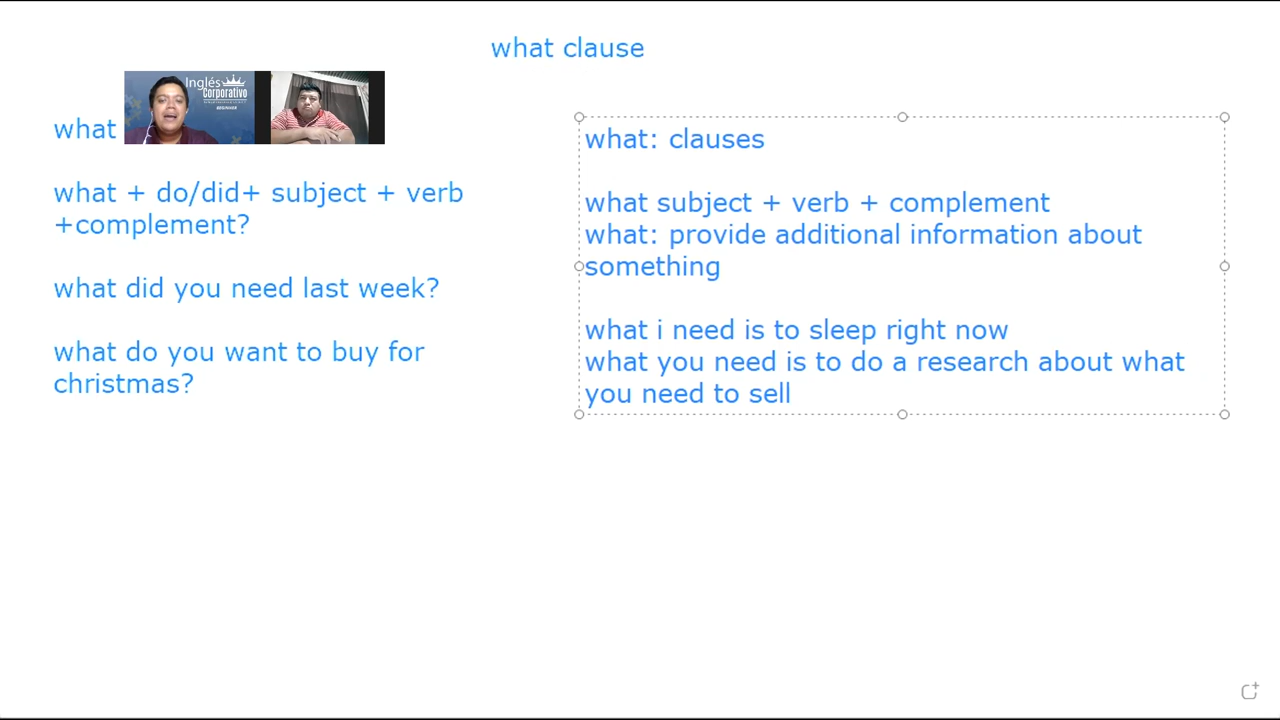 what clause
Inglés
Corporativo
BEGINNER
what
what + do/did+ subject + verb
+complement?
what did you need last week?
what do you want to buy for
christmas?
what: clauses
what subject + verb + complement
what: provide additional information about
something
what i need is to sleep right now
what you need is to do a research about what
you need to sell